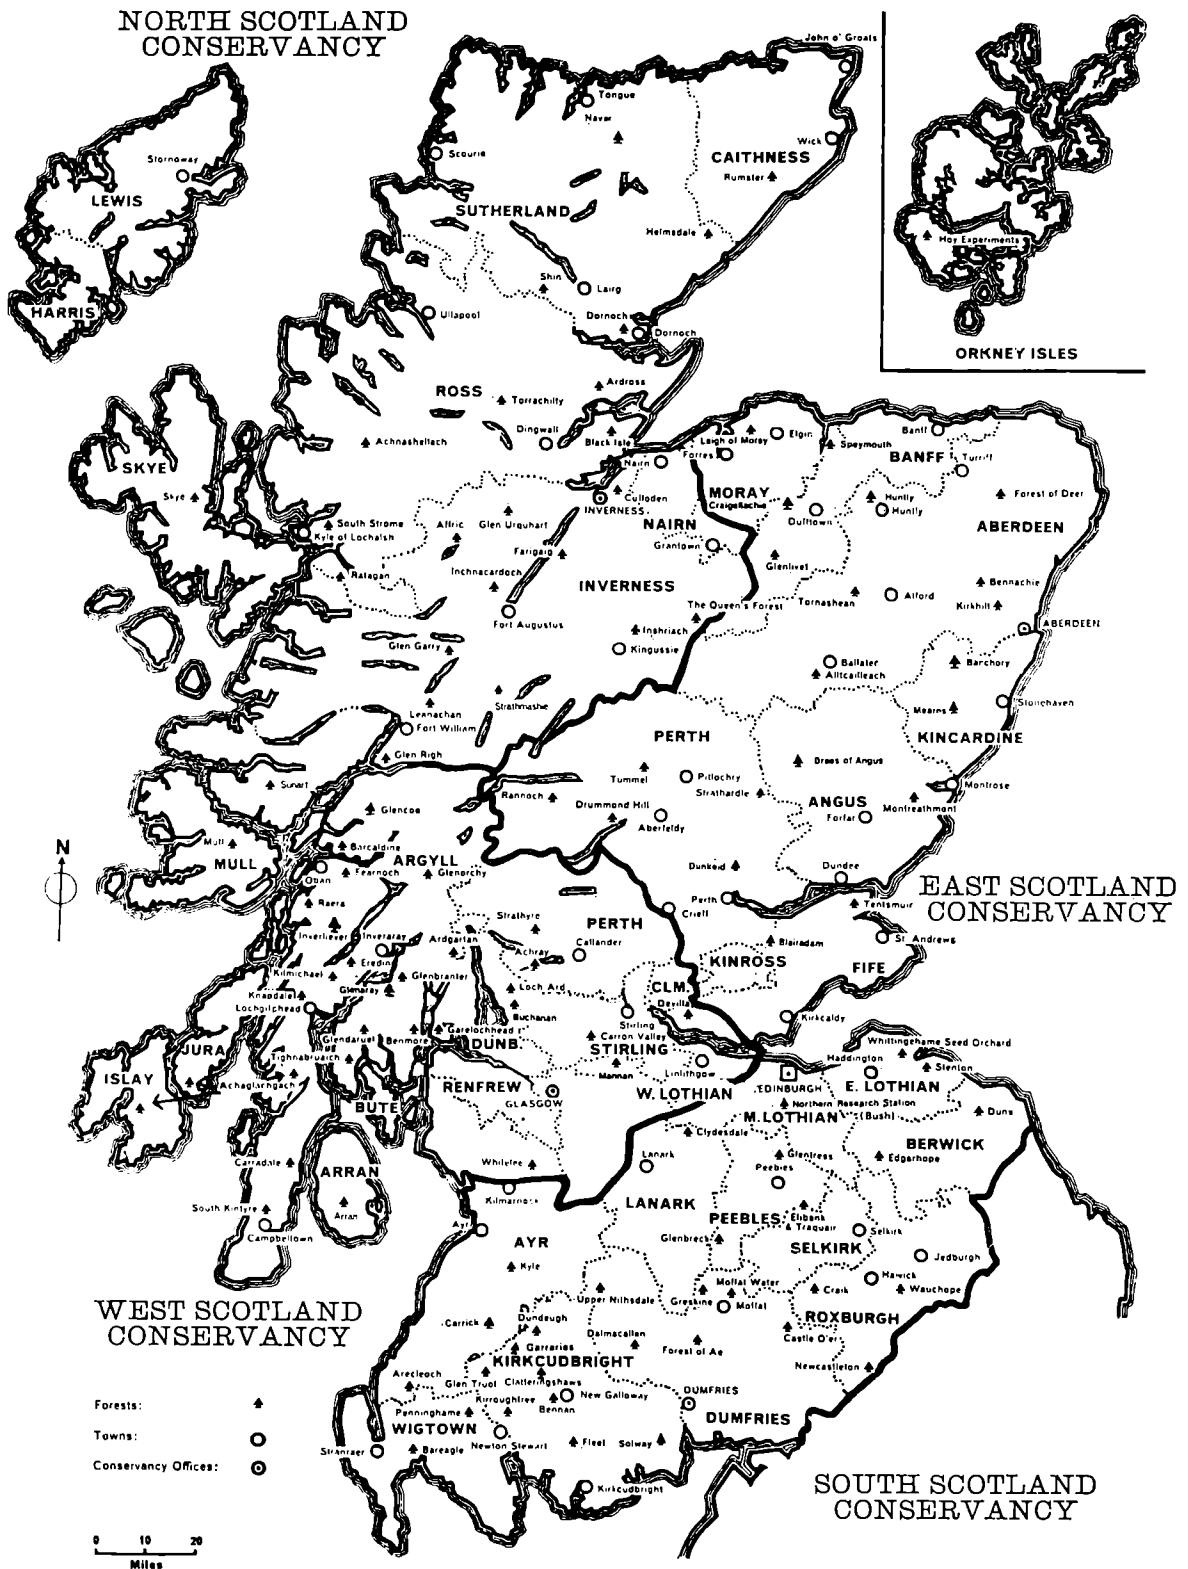 NORTH SCOTLAND
CONSERVANCY
John o' Groats
Tongue
Naver
Wick
Scourie
CAITHNESS
Rumster
Stornoway
LEWIS
SUTHERLAND
Helmsdale
Hoy Experiments
Shin
Lairg
HARRIS
Ullapool
Dornoch
Dornoch
ORKNEY ISLES
ROSS
Ardross
Torrachilty
Dingwall
Achnashellach
Black Isle
Laigh of Moray
Elgin
Speymouth
Banff
Forres
BANFF
Turriff
SKYE
Nairn
Skye
Culloden
INVERNESS
MORAY
Craigellachie
Huntly
Huntly
Forest of Deer
Dufftown
South Strome
Kyle of Lochalsh
Affric
Glen Urquhart
NAIRN
Grantown
ABERDEEN
Farigaig
Glenlivet
Ratagan
Inchnacardoch
INVERNESS
Bennachie
Tornashean
Alford
Kirkhill
The Queen's Forest
Fort Augustus
Inshriach
Kingussie
ABERDEEN
Glen Garry
Ballater
Alltcailleach
Banchory
Leanachan
Strathmashie
Fort William
Mearns
Stonehaven
PERTH
KINCARDINE
Glen Righ
Tummel
Pitlochry
Braes of Angus
Sunart
Rannoch
Strathardle
Montrose
Drummond Hill
ANGUS
Montreathmont
Glencoe
Aberfeldy
Forfar
N
Mull
MULL
Barcaldine
ARGYLL
Fearnoch
Glenorchy
Oban
Dunkeld
Dundee
EAST SCOTLAND
CONSERVANCY
Raera
Perth
Crieff
Tentsmuir
Strathyre
PERTH
Inverliever
Inveraray
Ardgartan
Achray
Callander
Blairadam
St. Andrews
Eredine
KINROSS
FIFE
Kilmichael
Glenbranter
Glenaray
Loch Ard
CLM.
Knapdale
Lochgilphead
Devilla
Buchanan
Stirling
Kirkcaldy
Glendaruel
Benmore
Garelochhead
DUNB.
Carron Valley
STIRLING
Whittingehame Seed Orchard
JURA
Tighnabruaich
Mannan
Linlithgow
Haddington
Stenton
ISLAY
Achaglachgach
RENFREW
GLASGOW
W. LOTHIAN
EDINBURGH
E. LOTHIAN
BUTE
Northern Research Station
(Bush)
M. LOTHIAN
Duns
Clydesdale
BERWICK
Carradale
ARRAN
Whitelee
Lanark
Glentress
Peebles
Edgarhope
Arran
Kilmarnock
LANARK
South Kintyre
Campbeltown
Ayr
PEEBLES
Elibank
& Traquair
Selkirk
AYR
Glenbreck
SELKIRK
Jedburgh
Kyle
Hawick
WEST SCOTLAND
CONSERVANCY
Upper Nithsdale
Moffat Water
Greskine
Moffat
Craik
Wauchope
Carrick
Dundeugh
ROXBURGH
Dalmacallan
Castle O'er
Garraries
Forest of Ae
KIRKCUDBRIGHT
Newcastleton
Arecleoch
Glen Trool
Clatteringshaws
Kirroughtree
New Galloway
DUMFRIES
Bennan
Forests:
Penninghame
WIGTOWN
DUMFRIES
Towns:
Stranraer
Bareagle
Newton Stewart
Fleet
Solway
Conservancy Offices:
SOUTH SCOTLAND
CONSERVANCY
Kirkcudbright
0 10 20
Miles